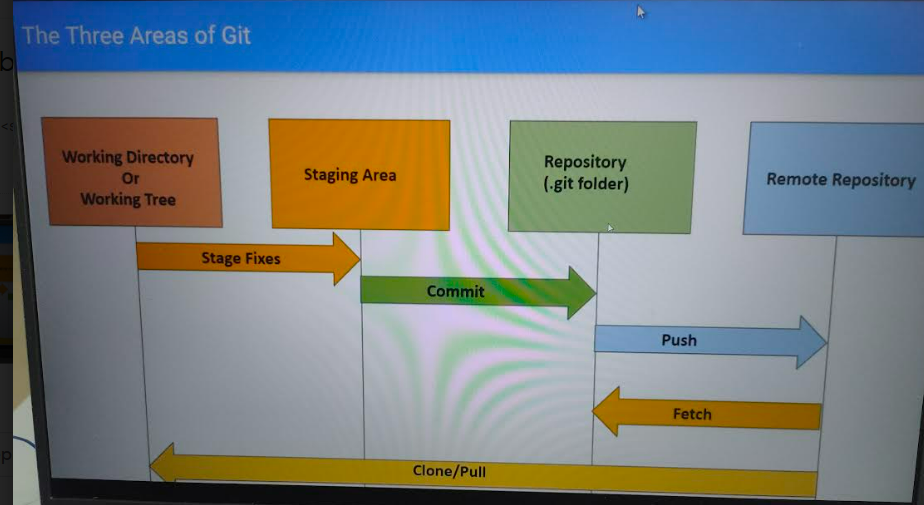 The Three Areas of Git
Working Directory
Or
Working Tree
Staging Area
Repository
(.git folder)
Remote Repository
Stage Fixes
Commit
Push
Fetch
Clone/Pull